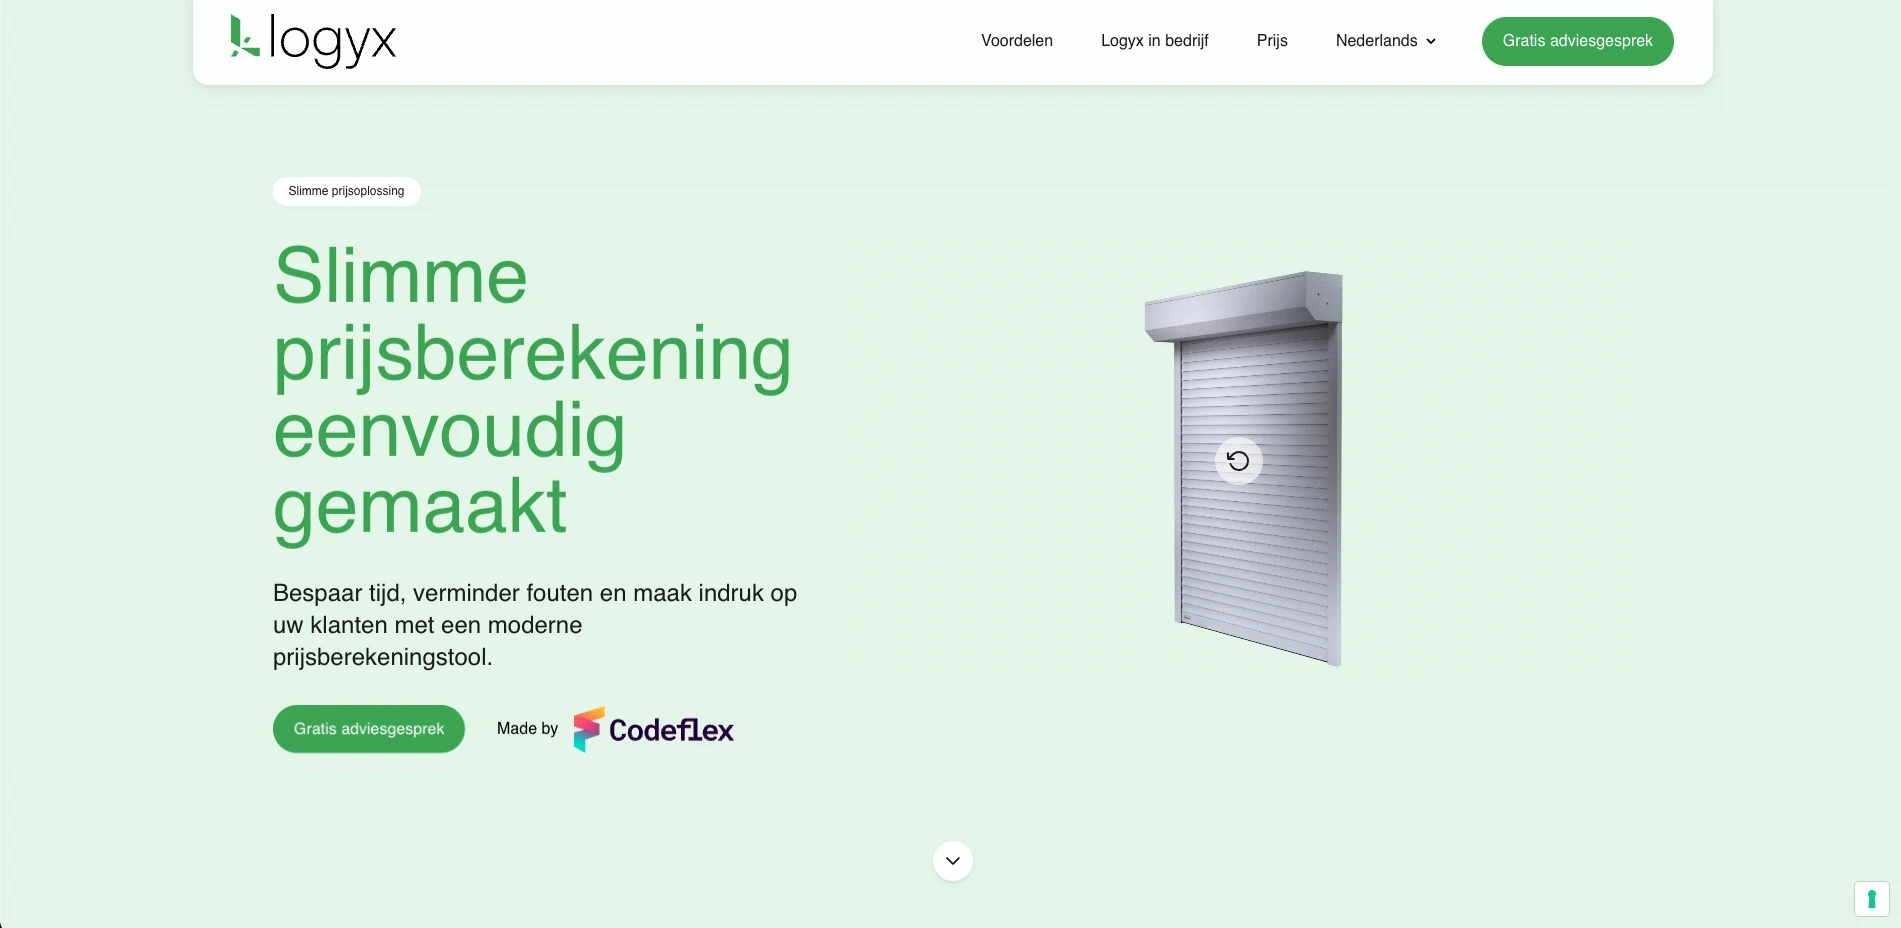 logyx
Voordelen
Logyx in bedrijf
Prijs
Nederlands
Gratis adviesgesprek
Slimme prijsoplossing
Slimme
prijsberekening
eenvoudig
gemaakt
Bespaar tijd, verminder fouten en maak indruk op
uw klanten met een moderne
prijsberekeningstool.
Gratis adviesgesprek
Made by
Codeflex